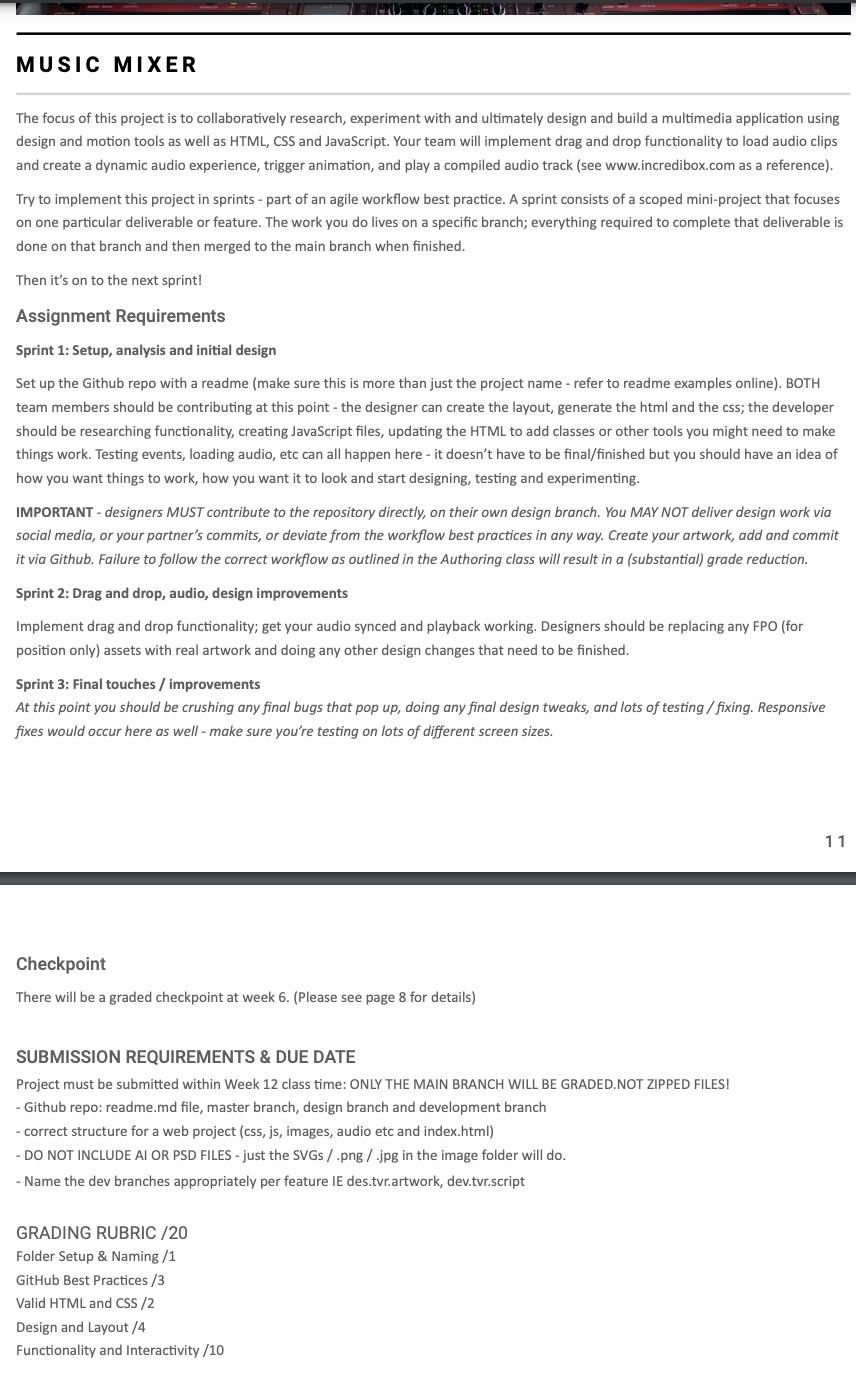 MUSIC MIXER
The focus of this project is to collaboratively research, experiment with and ultimately design and build a multimedia application using
design and motion tools as well as HTML, CSS and JavaScript. Your team will implement drag and drop functionality to load audio clips
and create a dynamic audio experience, trigger animation, and play a compiled audio track (see www.incredibox.com as a reference).
Try to implement this project in sprints - part of an agile workflow best practice. A sprint consists of a scoped mini-project that focuses
on one particular deliverable or feature. The work you do lives on a specific branch; everything required to complete that deliverable is
done on that branch and then merged to the main branch when finished.
Then it's on to the next sprint!
Assignment Requirements
Sprint 1: Setup, analysis and initial design
Set up the Github repo with a readme (make sure this is more than just the project name - refer to readme examples online). BOTH
team members should be contributing at this point - the designer can create the layout, generate the html and the css; the developer
should be researching functionality, creating JavaScript files, updating the HTML to add classes or other tools you might need to make
things work. Testing events, loading audio, etc can all happen here - it doesn't have to be final/finished but you should have an idea of
how you want things to work, how you want it to look and start designing, testing and experimenting.
IMPORTANT - designers MUST contribute to the repository directly, on their own design branch. You MAY NOT deliver design work via
social media, or your partner's commits, or deviate from the workflow best practices in any way. Create your artwork, add and commit
it via Github. Failure to follow the correct workflow as outlined in the Authoring class will result in a (substantial) grade reduction.
Sprint 2: Drag and drop, audio, design improvements
Implement drag and drop functionality; get your audio synced and playback working. Designers should be replacing any FPO (for
position only) assets with real artwork and doing any other design changes that need to be finished.
Sprint 3: Final touches / improvements
At this point you should be crushing any final bugs that pop up, doing any final design tweaks, and lots of testing / fixing. Responsive
fixes would occur here as well - make sure you're testing on lots of different screen sizes.
11
Checkpoint
There will be a graded checkpoint at week 6. (Please see page 8 for details)
SUBMISSION REQUIREMENTS & DUE DATE
Project must be submitted within Week 12 class time: ONLY THE MAIN BRANCH WILL BE GRADED.NOT ZIPPED FILES!
- Github repo: readme.md file, master branch, design branch and development branch
- correct structure for a web project (css, js, images, audio etc and index.html)
- DO NOT INCLUDE AI OR PSD FILES - just the SVGs / .png / .jpg in the image folder will do.
- Name the dev branches appropriately per feature IE des.tvr.artwork, dev.tvr.script
GRADING RUBRIC /20
Folder Setup & Naming /1
GitHub Best Practices /3
Valid HTML and CSS /2
Design and Layout /4
Functionality and Interactivity /10